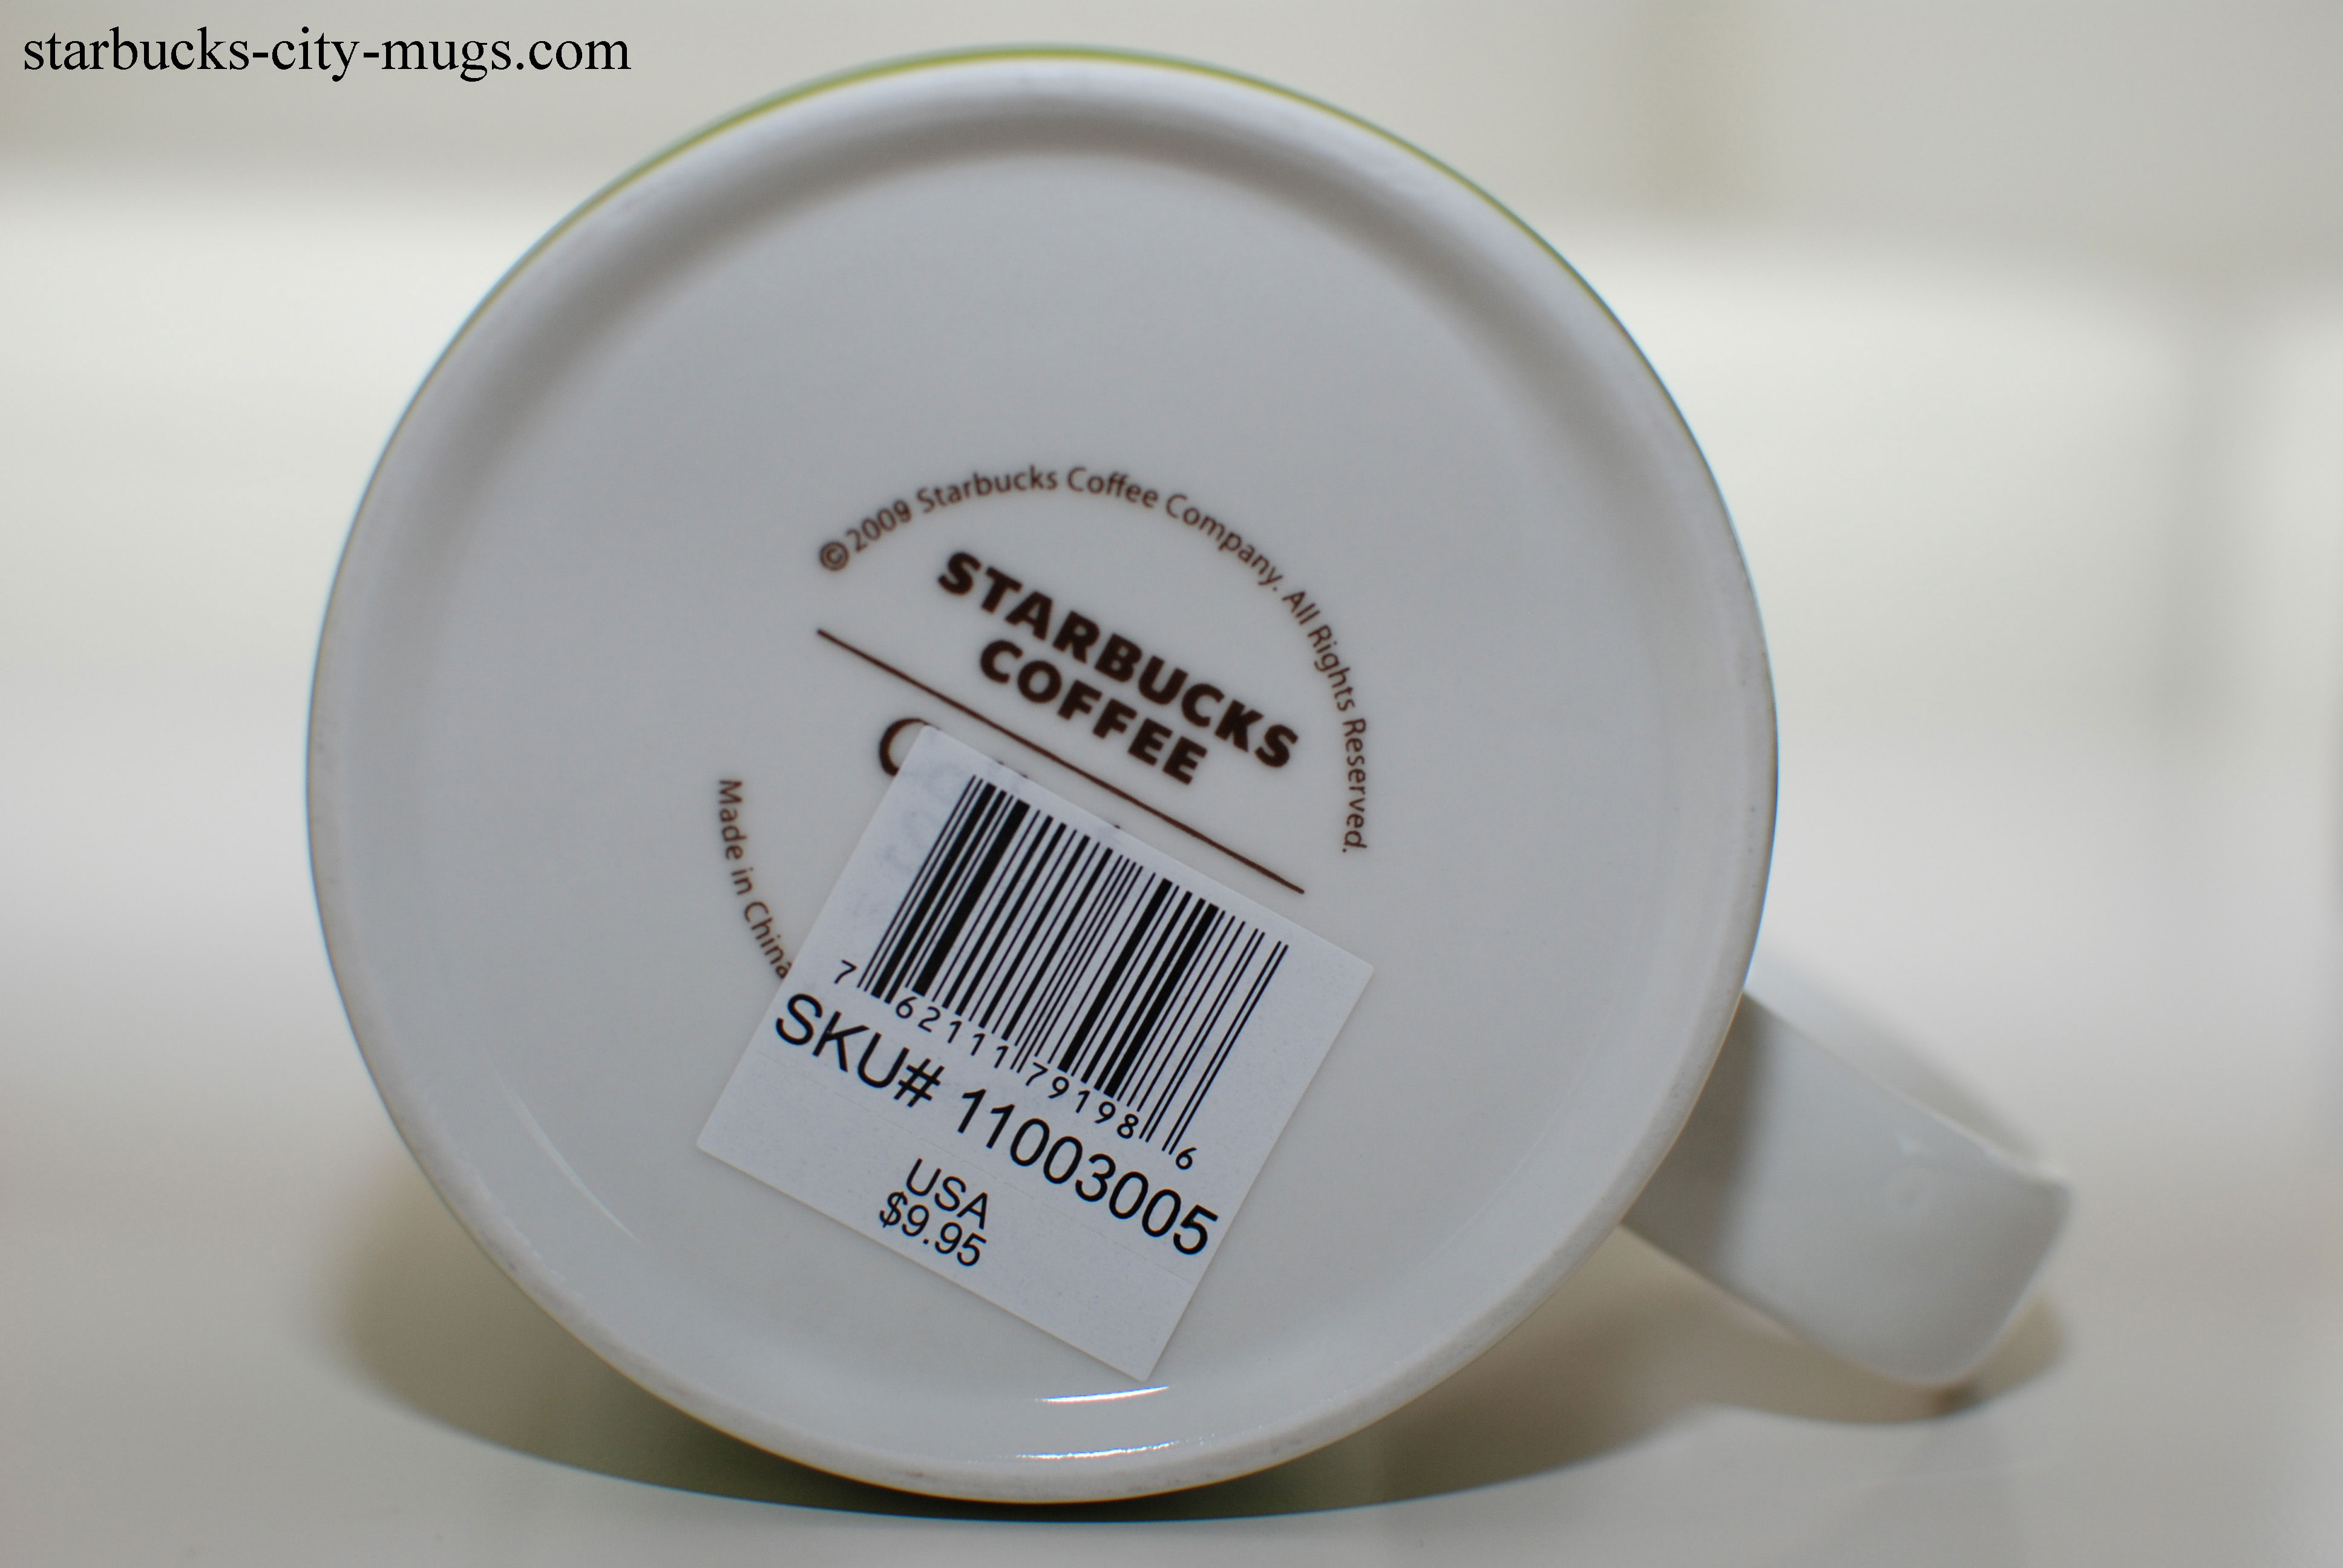 starbucks-city-mugs.com
©2009 Starbucks Coffee Company. All Rights Reserved.
STARBUCKS
COFFEE
Made in China
7 62111 79198 6
SKU# 11003005
USA
$9.95